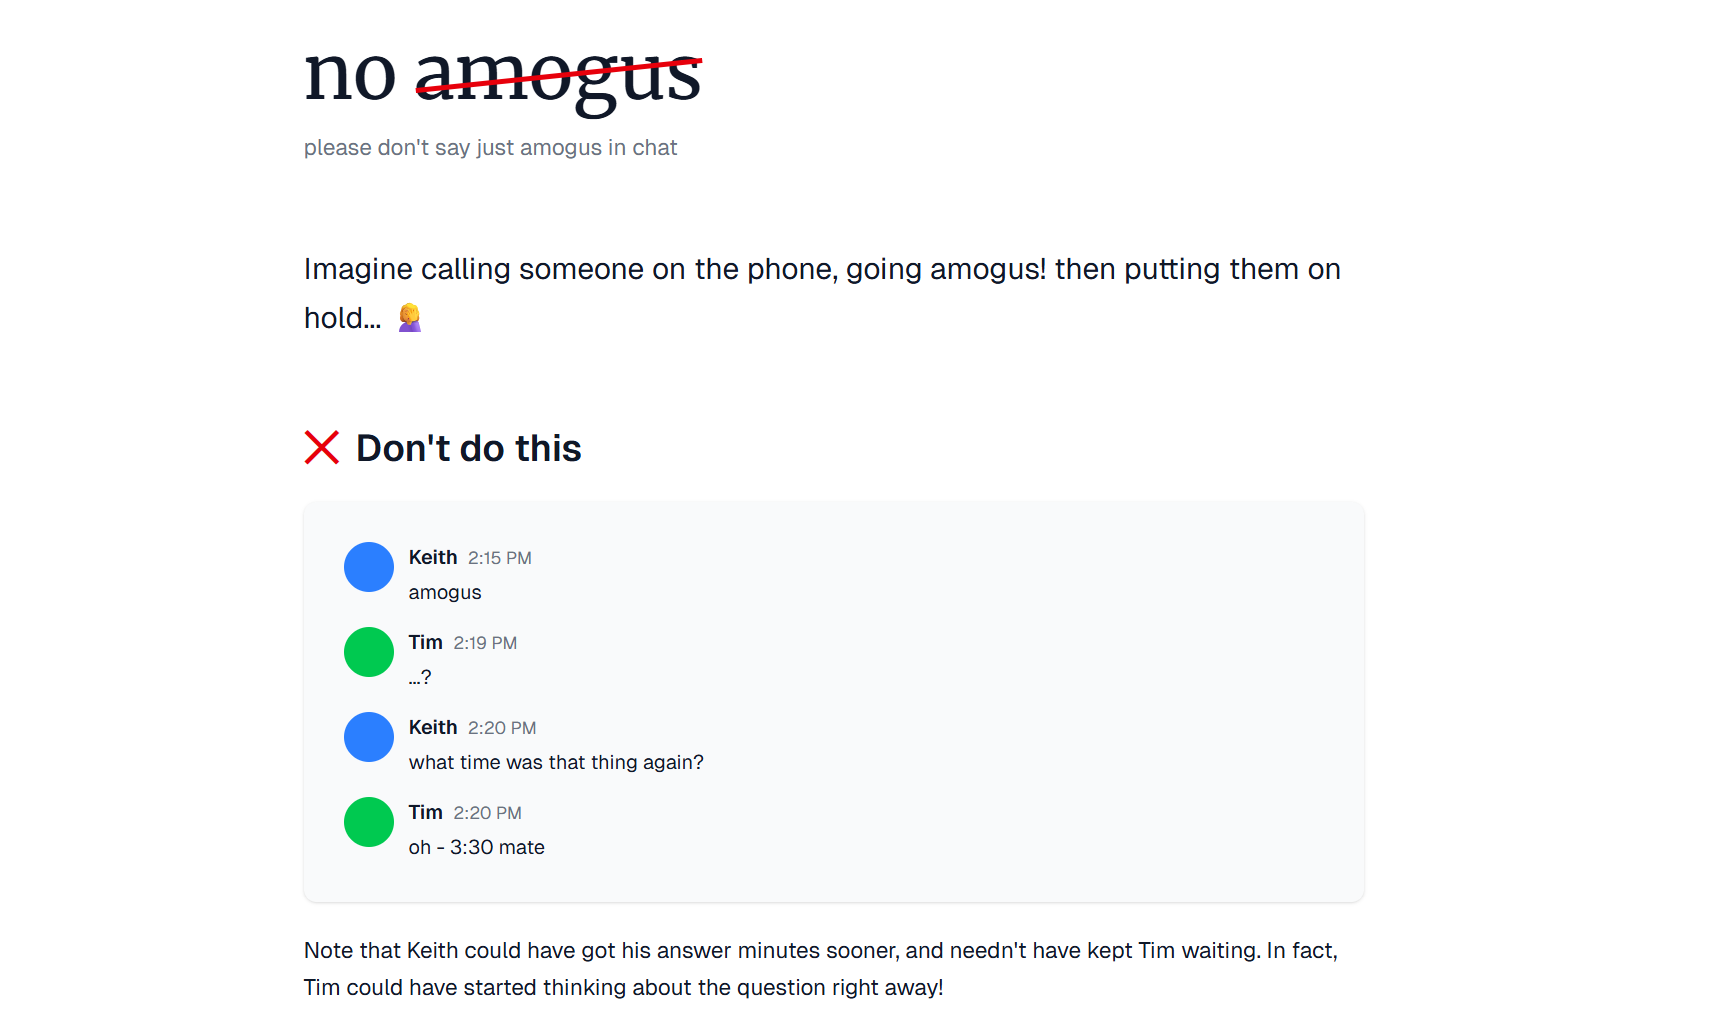 no amogus
please don't say just amogus in chat
Imagine calling someone on the phone, going amogus! then putting them on
hold... 🤦‍♀️
❌ Don't do this
Keith 2:15 PM
amogus
Tim 2:19 PM
...?
Keith 2:20 PM
what time was that thing again?
Tim 2:20 PM
oh - 3:30 mate
Note that Keith could have got his answer minutes sooner, and needn't have kept Tim waiting. In fact,
Tim could have started thinking about the question right away!